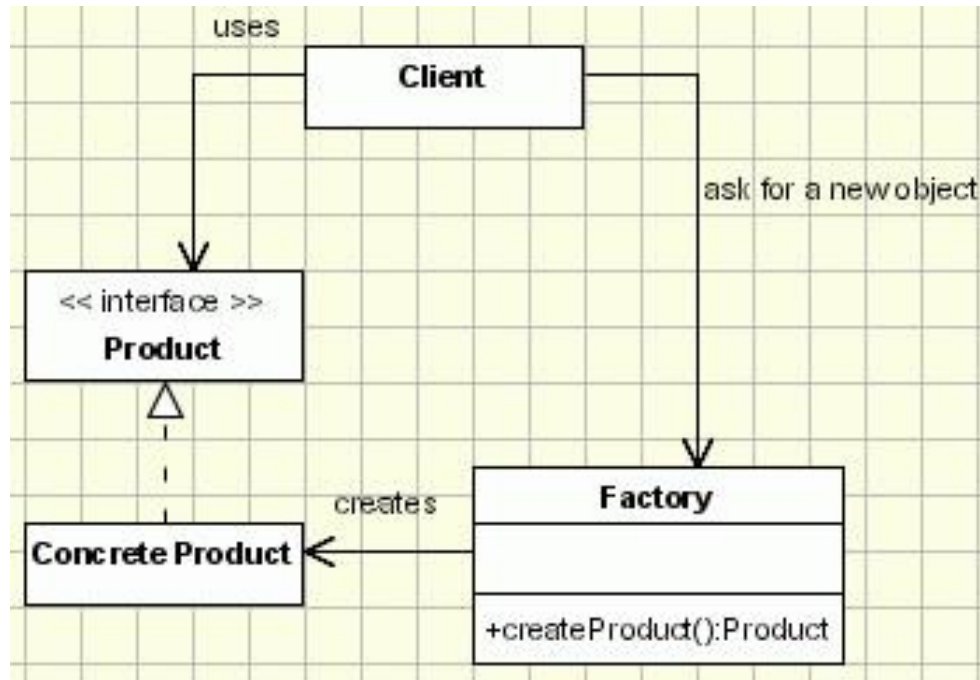 uses
Client
ask for a new object
<< interface >>
Product
creates
Factory
Concrete Product
+createProduct():Product